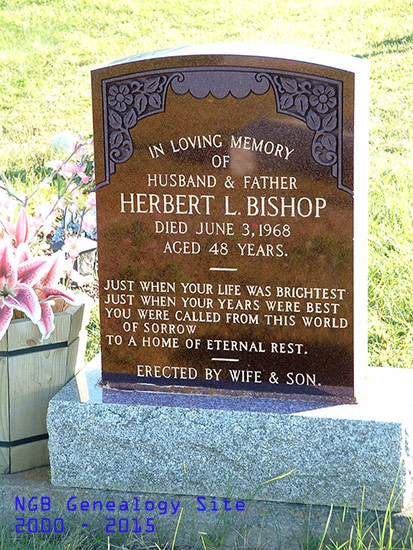 IN LOVING MEMORY
OF
HUSBAND & FATHER
HERBERT L. BISHOP
DIED JUNE 3, 1968
AGED 48 YEARS.
JUST WHEN YOUR LIFE WAS BRIGHTEST
JUST WHEN YOUR YEARS WERE BEST
YOU WERE CALLED FROM THIS WORLD
OF SORROW
TO A HOME OF ETERNAL REST.
ERECTED BY WIFE & SON.
NGB Genealogy Site
2000 - 2015